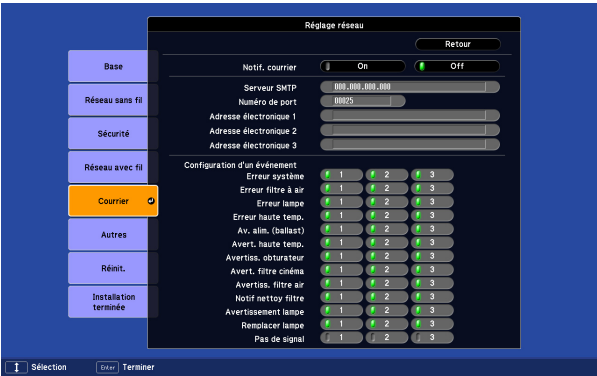 Réglage réseau
Retour
Base
Réseau sans fil
Sécurité
Réseau avec fil
Courrier
Autres
Réinit.
Installation
terminée
Notif. courrier On Off
Serveur SMTP 000.000.000.000
Numéro de port 00025
Adresse électronique 1
Adresse électronique 2
Adresse électronique 3
Configuration d'un événement
Erreur système 1 2 3
Erreur filtre à air 1 2 3
Erreur lampe 1 2 3
Erreur haute temp. 1 2 3
Av. alim. (ballast) 1 2 3
Avert. haute temp. 1 2 3
Avertiss. obturateur 1 2 3
Avert. filtre cinéma 1 2 3
Avertiss. filtre air 1 2 3
Notif nettoy filtre 1 2 3
Avertissement lampe 1 2 3
Remplacer lampe 1 2 3
Pas de signal 1 2 3
Sélection Enter Terminer